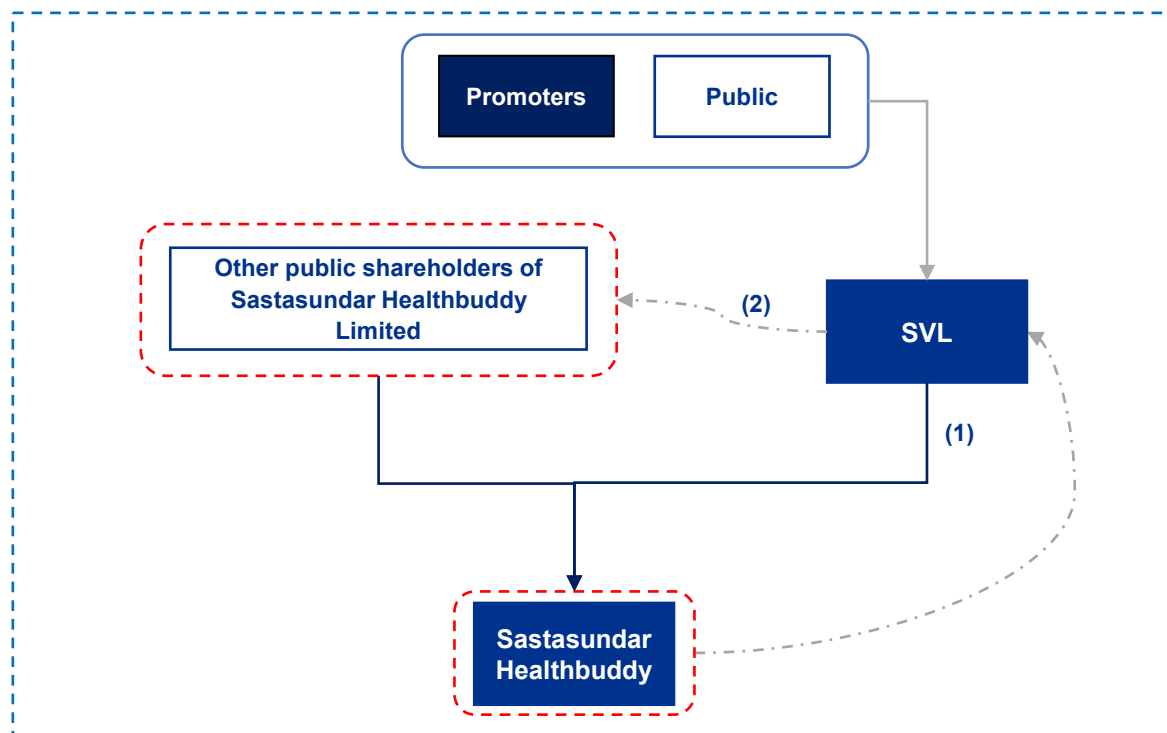 Promoters
Public
Other public shareholders of
Sastasundar Healthbuddy
Limited
(2)
SVL
(1)
Sastasundar
Healthbuddy